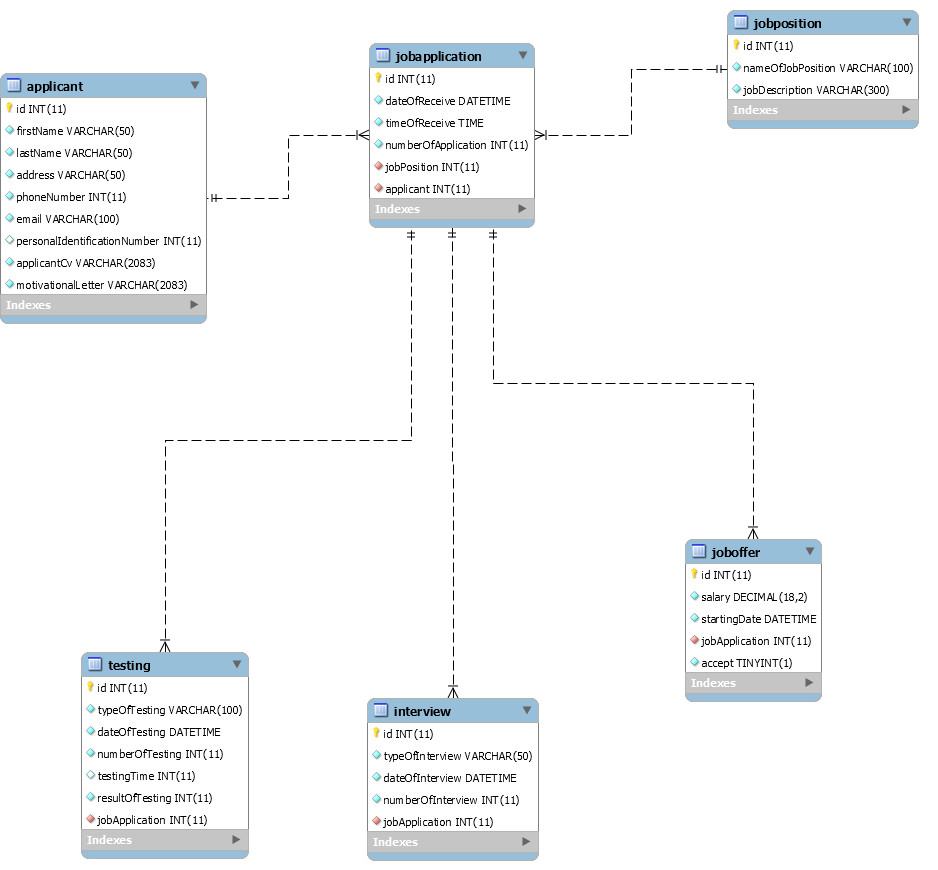 applicant
id INT(11)
firstName VARCHAR(50)
lastName VARCHAR(50)
address VARCHAR(50)
phoneNumber INT(11)
email VARCHAR(100)
personalIdentificationNumber INT(11)
applicantCv VARCHAR(2083)
motivationalLetter VARCHAR(2083)
Indexes
jobapplication
id INT(11)
dateOfReceive DATETIME
timeOfReceive TIME
numberOfApplication INT(11)
jobPosition INT(11)
applicant INT(11)
Indexes
jobposition
id INT(11)
nameOfJobPosition VARCHAR(100)
jobDescription VARCHAR(300)
Indexes
testing
id INT(11)
typeOfTesting VARCHAR(100)
dateOfTesting DATETIME
numberOfTesting INT(11)
testingTime INT(11)
resultOfTesting INT(11)
jobApplication INT(11)
Indexes
interview
id INT(11)
typeOfInterview VARCHAR(50)
dateOfInterview DATETIME
numberOfInterview INT(11)
jobApplication INT(11)
Indexes
joboffer
id INT(11)
salary DECIMAL(18,2)
startingDate DATETIME
jobApplication INT(11)
accept TINYINT(1)
Indexes